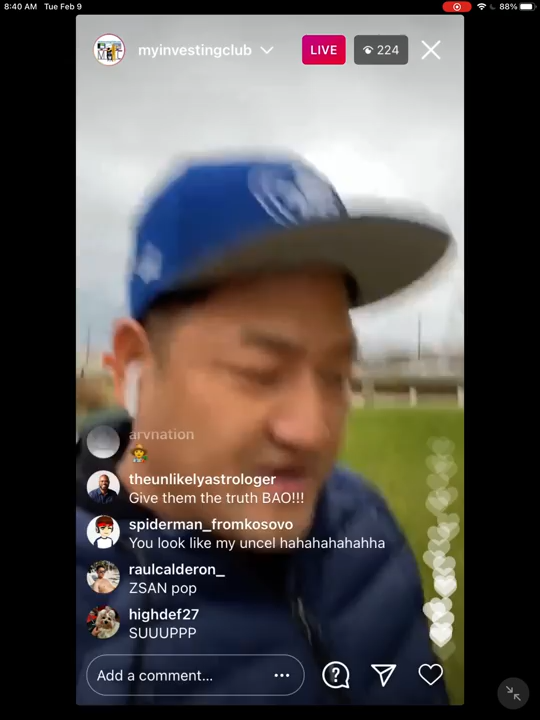 8:40 AM Tue Feb 9
88%
myinvestingclub
LIVE
224
arvnation
theunlikelyastrologer
Give them the truth BAO!!!
spiderman_fromkosovo
You look like my uncel hahahahahahha
raulcalderon_
ZSAN pop
highdef27
SUUUPPP
Add a comment...